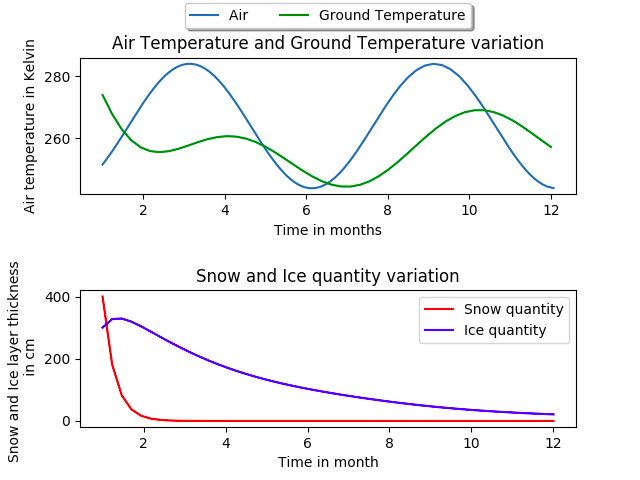 Air Ground Temperature
Air Temperature and Ground Temperature variation
Air temperature in Kelvin
280
260
2 4 6 8 10 12
Time in months
Snow and Ice quantity variation
Snow and Ice layer thickness
in cm
400
200
0
Snow quantity
Ice quantity
2 4 6 8 10 12
Time in month